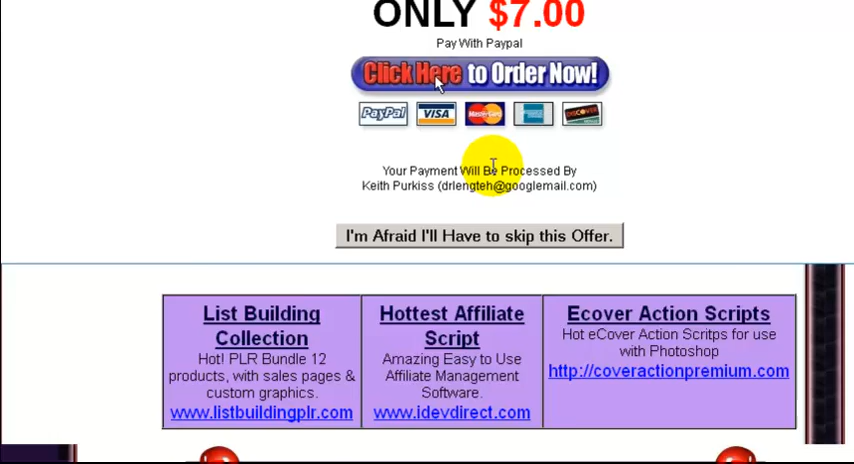 ONLY $7.00
Pay With Paypal
Click Here to Order Now!
PayPal VISA MasterCard DISCOVER
Your Payment Will Be Processed By
Keith Purkiss (drlengteh@googlemail.com)
I'm Afraid I'll Have to skip this Offer.
List Building
Collection
Hot! PLR Bundle 12
products, with sales pages &
custom graphics.
www.listbuildingplr.com
Hottest Affiliate
Script
Amazing Easy to Use
Affiliate Management
Software.
www.idevdirect.com
Ecover Action Scripts
Hot eCover Action Scritps for use
with Photoshop
http://coveractionpremium.com